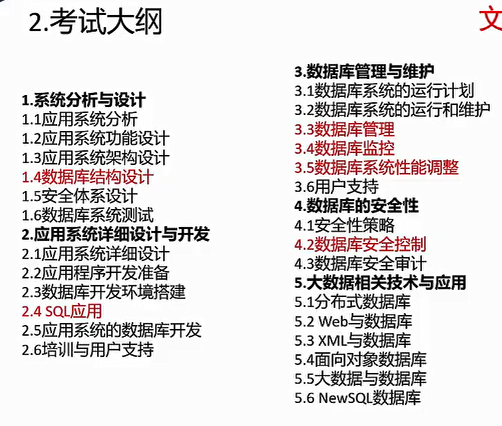 2.考试大纲
文
1.系统分析与设计
1.1应用系统分析
1.2应用系统功能设计
1.3应用系统架构设计
1.4数据库结构设计
1.5安全体系设计
1.6数据库系统测试
2.应用系统详细设计与开发
2.1应用系统详细设计
2.2应用程序开发准备
2.3数据库开发环境搭建
2.4 SQL应用
2.5应用系统的数据库开发
2.6培训与用户支持
3.数据库管理与维护
3.1数据库系统的运行计划
3.2数据库系统的运行和维护
3.3数据库管理
3.4数据库监控
3.5数据库系统性能调整
3.6用户支持
4.数据库的安全性
4.1安全性策略
4.2数据库安全控制
4.3数据库安全审计
5.大数据相关技术与应用
5.1分布式数据库
5.2 Web与数据库
5.3 XML与数据库
5.4面向对象数据库
5.5大数据与数据库
5.6 NewSQL数据库